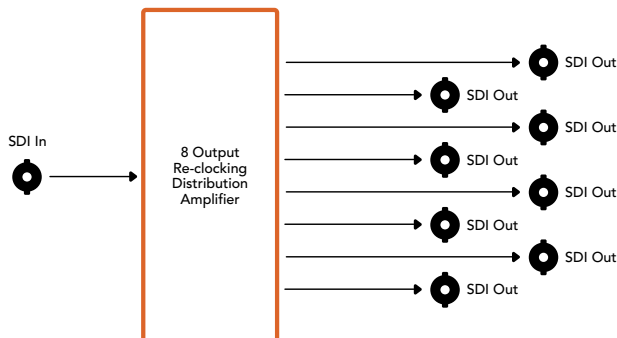 SDI Out
SDI Out
SDI Out
SDI In
8 Output
Re-clocking
Distribution
Amplifier
SDI Out
SDI Out
SDI Out
SDI Out
SDI Out